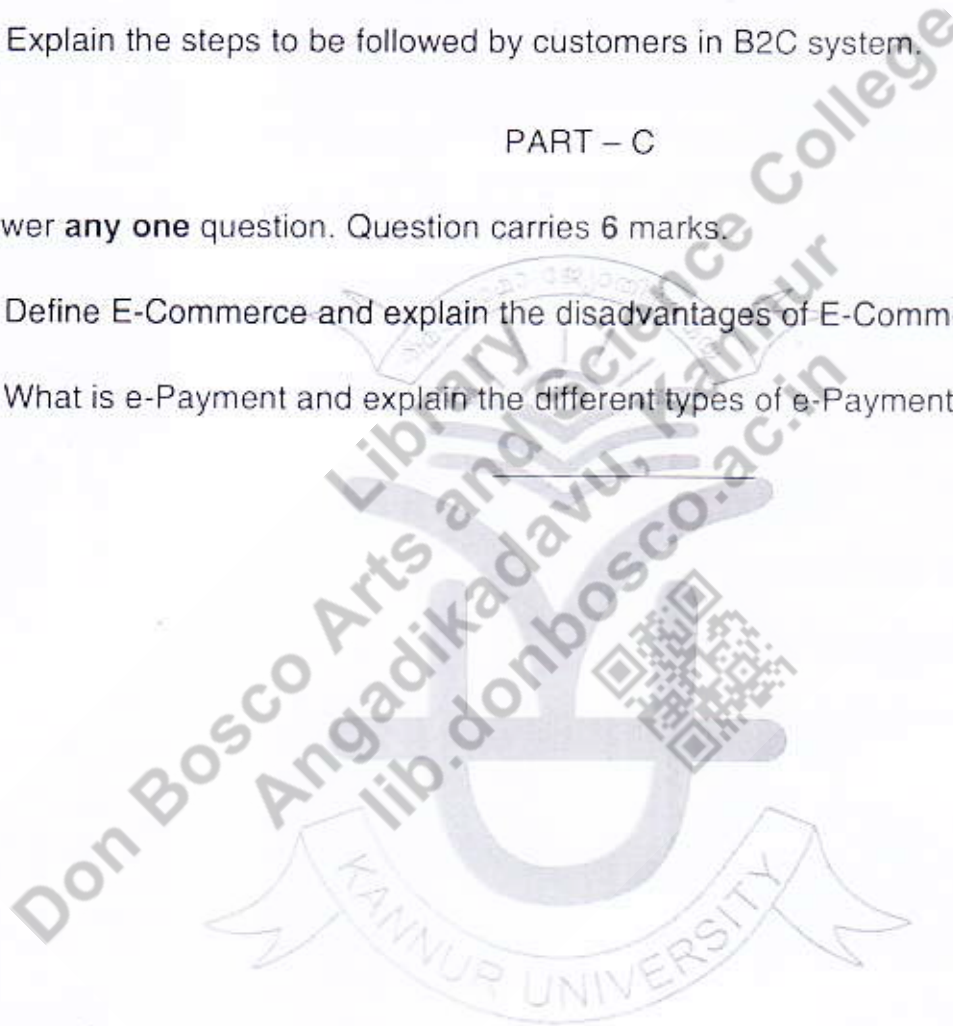 Explain the steps to be followed by customers in B2C system.
PART – C
wer any one question. Question carries 6 marks.
Define E-Commerce and explain the disadvantages of E-Comm
What is e-Payment and explain the different types of e-Payment
Library
Don Bosco Arts and Science College
Angadikadavu, Kannur
lib.donbosco.ac.in
KANNUR UNIVERSITY